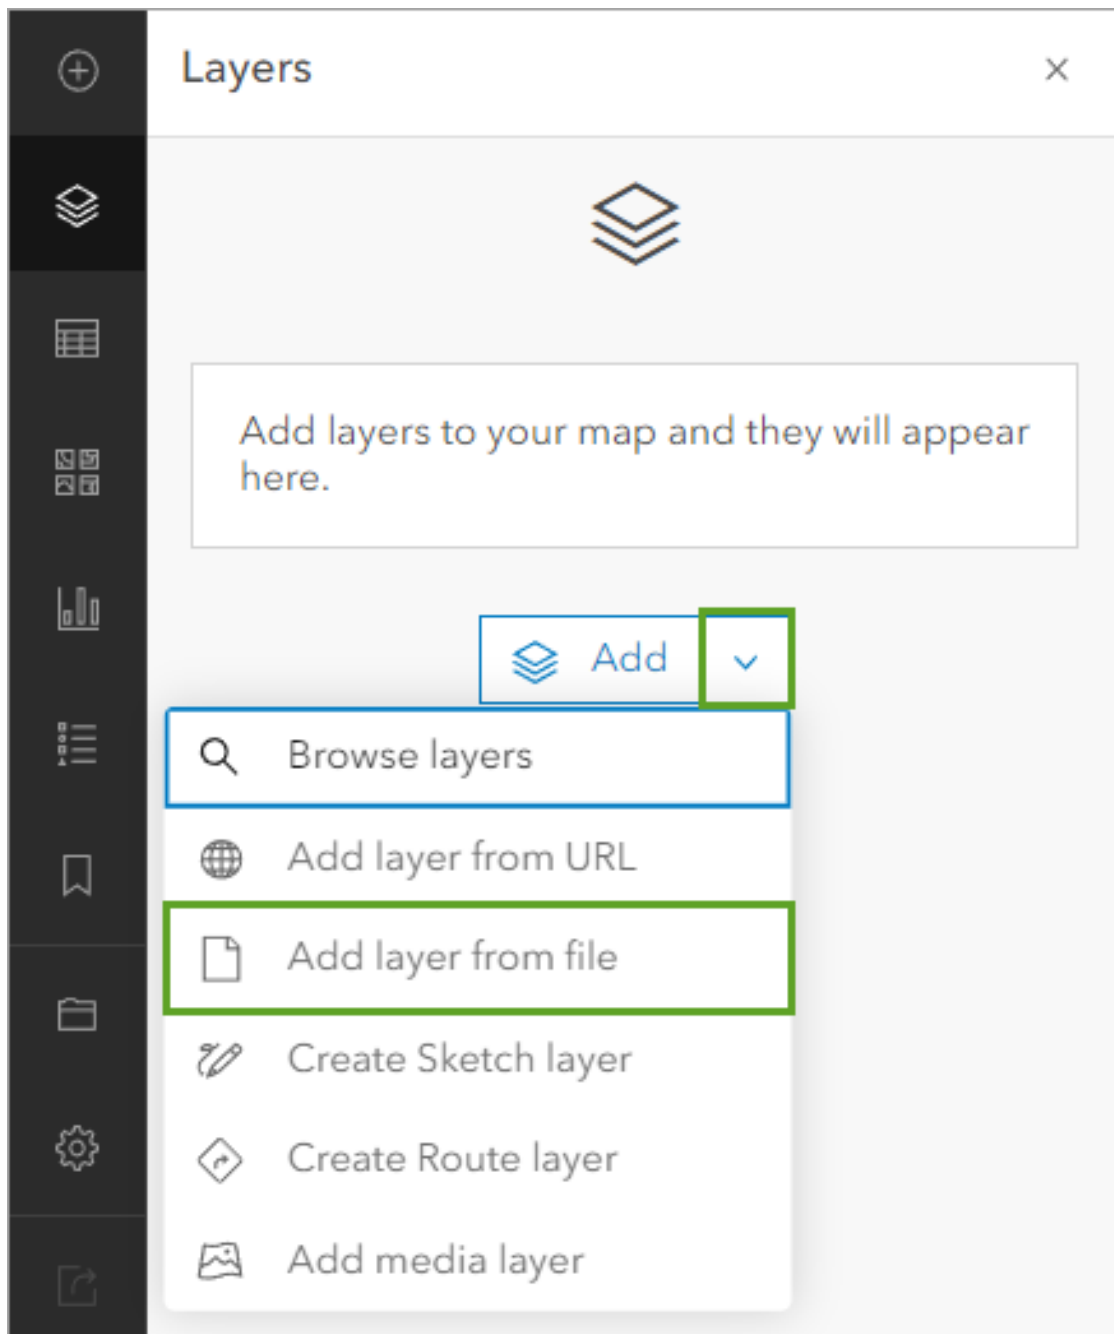 Layers
Add layers to your map and they will appear
here.
Add
Browse layers
Add layer from URL
Add layer from file
Create Sketch layer
Create Route layer
Add media layer